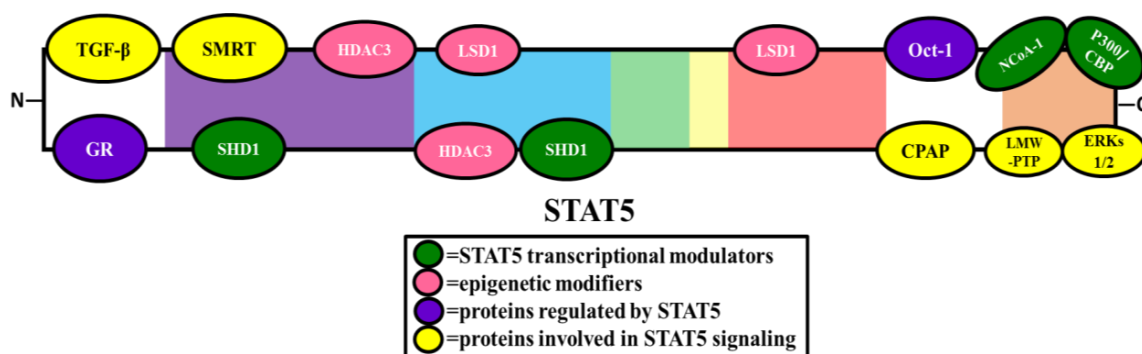 TGF-β
SMRT
HDAC3
LSD1
LSD1
Oct-1
NCoA-1
P300/
CBP
N
C
GR
SHD1
HDAC3
SHD1
CPAP
LMW
-PTP
ERKs
1/2
STAT5
=STAT5 transcriptional modulators
=epigenetic modifiers
=proteins regulated by STAT5
=proteins involved in STAT5 signaling